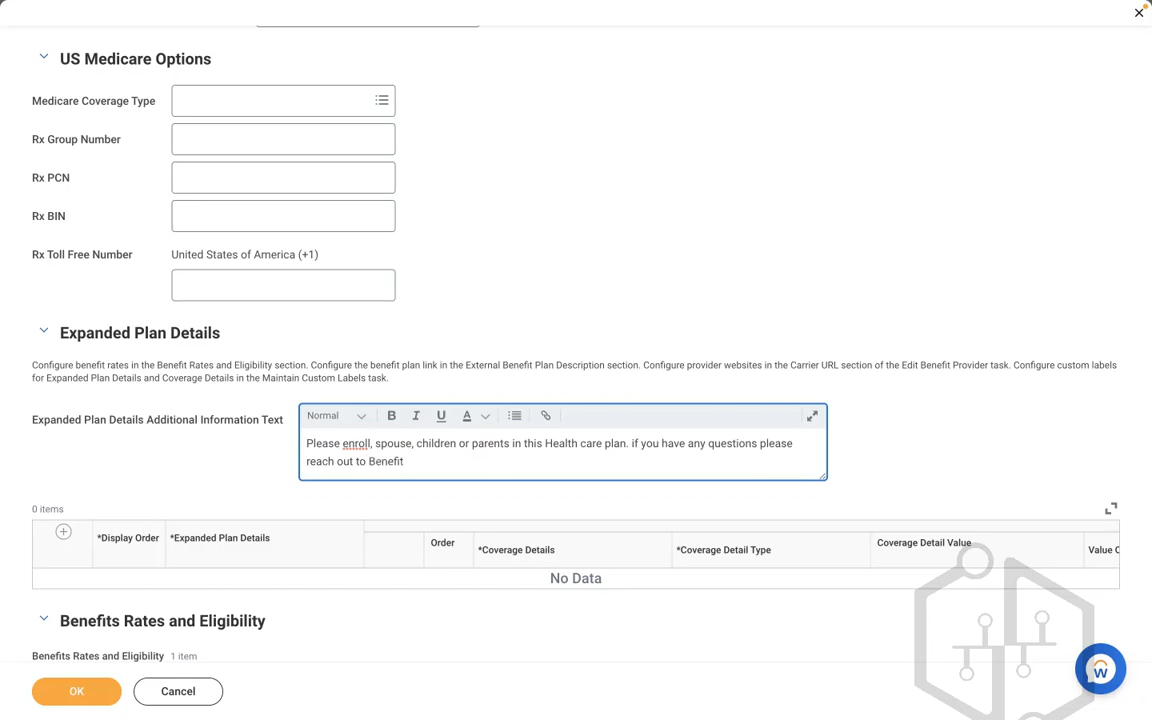 US Medicare Options
Medicare Coverage Type
Rx Group Number
Rx PCN
Rx BIN
Rx Toll Free Number United States of America (+1)
Expanded Plan Details
Configure benefit rates in the Benefit Rates and Eligibility section. Configure the benefit plan link in the External Benefit Plan Description section. Configure provider websites in the Carrier URL section of the Edit Benefit Provider task. Configure custom labels
for Expanded Plan Details and Coverage Details in the Maintain Custom Labels task.
Expanded Plan Details Additional Information Text
Normal B I U A
Please enroll, spouse, children or parents in this Health care plan. if you have any questions please
reach out to Benefit
0 items
*Display Order *Expanded Plan Details Order *Coverage Details *Coverage Detail Type Coverage Detail Value Value C
No Data
Benefits Rates and Eligibility
Benefits Rates and Eligibility 1 item
OK Cancel
W